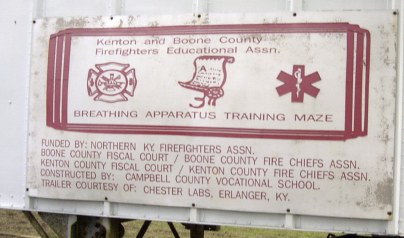 Kenton and Boone County
Firefighters Educational Assn.
BREATHING APPARATUS TRAINING MAZE
FUNDED BY: NORTHERN KY. FIREFIGHTERS ASSN.
BOONE COUNTY FISCAL COURT / BOONE COUNTY FIRE CHIEFS ASSN.
KENTON COUNTY FISCAL COURT / KENTON COUNTY FIRE CHIEFS ASSN.
CONSTRUCTED BY: CAMPBELL COUNTY VOCATIONAL SCHOOL.
TRAILER COURTESY OF: CHESTER LABS, ERLANGER, KY.